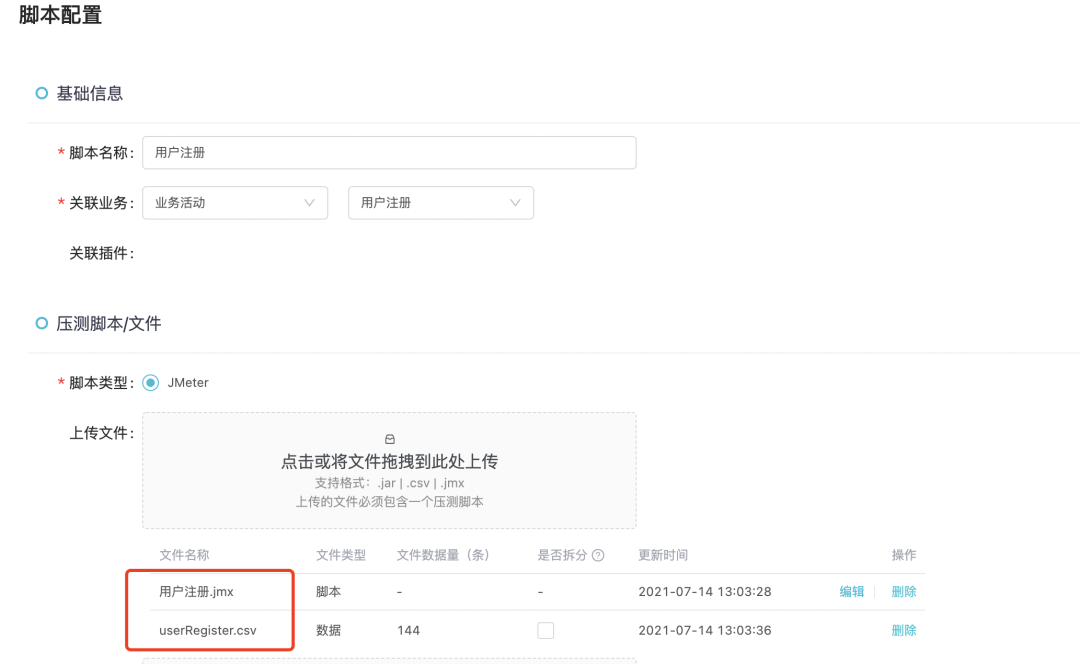 脚本配置
基础信息
* 脚本名称: 用户注册
* 关联业务: 业务活动 用户注册
关联插件:
压测脚本/文件
* 脚本类型: JMeter
上传文件:
点击或将文件拖拽到此处上传
支持格式: .jar | .csv | .jmx
上传的文件必须包含一个压测脚本
文件名称 文件类型 文件数据量（条） 是否拆分 ? 更新时间 操作
用户注册.jmx 脚本 - - 2021-07-14 13:03:28 编辑 删除
userRegister.csv 数据 144 2021-07-14 13:03:36 删除